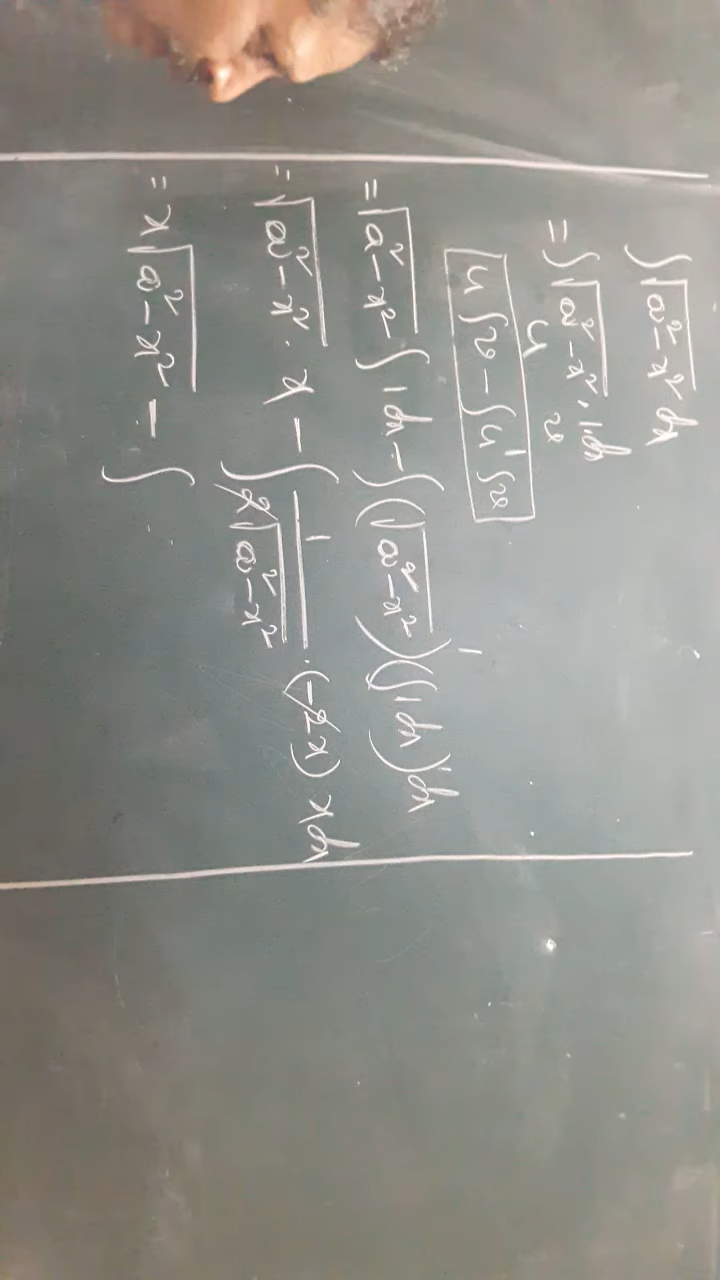 ∫√(a²-x²) dx
= ∫√(a²-x²) · 1.dx
u v
u∫v - ∫u'∫v
= √(a²-x²) ∫1 dx - ∫(√(a²-x²))' (∫1 dx) dx
= √(a²-x²) · x - ∫ 1/(2√(a²-x²)) · (-2x) x dx
= x√(a²-x²) - ∫